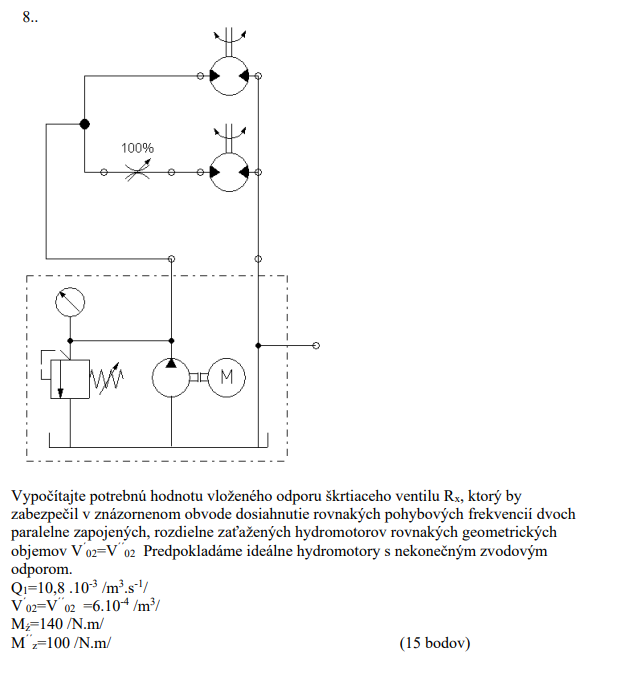 8..
100%
M
Vypočítajte potrebnú hodnotu vloženého odporu škrtiaceho ventilu Rₓ, ktorý by
zabezpečil v znázornenom obvode dosiahnutie rovnakých pohybových frekvencií dvoch
paralelne zapojených, rozdielne zaťažených hydromotorov rovnakých geometrických
objemov V´₀₂=V´´₀₂ Predpokladáme ideálne hydromotory s nekonečným zvodovým
odporom.
Q₁=10,8 .10⁻³ /m³.s⁻¹/
V´₀₂=V´´₀₂ =6.10⁻⁴ /m³/
M´z=140 /N.m/
M´´z=100 /N.m/ (15 bodov)